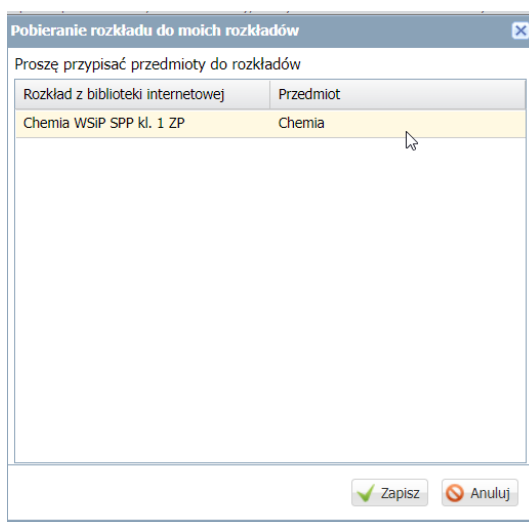 Pobieranie rozkładu do moich rozkładów
Proszę przypisać przedmioty do rozkładów
Rozkład z biblioteki internetowej Przedmiot
Chemia WSiP SPP kl. 1 ZP Chemia
Zapisz Anuluj